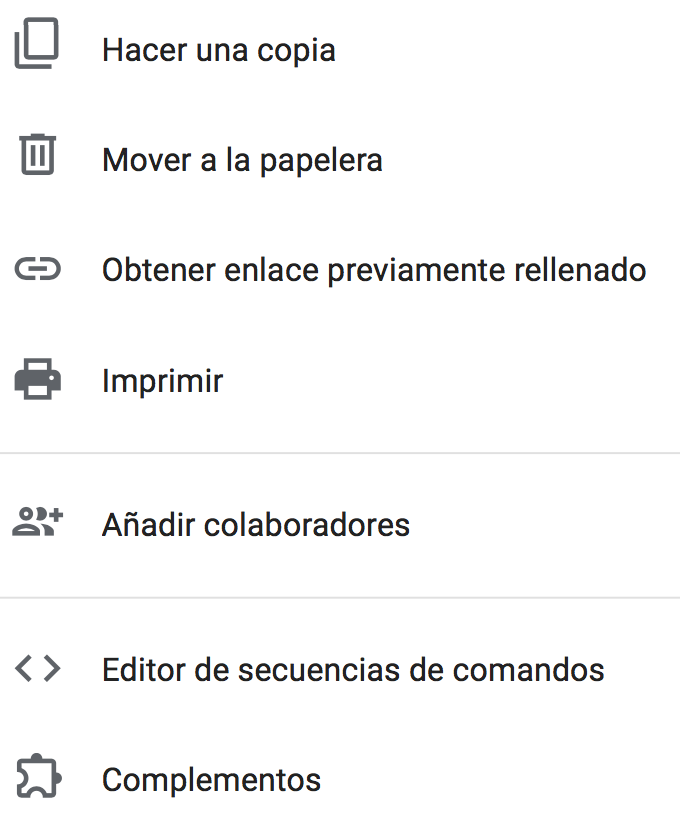 Hacer una copia
Mover a la papelera
Obtener enlace previamente rellenado
Imprimir
Añadir colaboradores
Editor de secuencias de comandos
Complementos